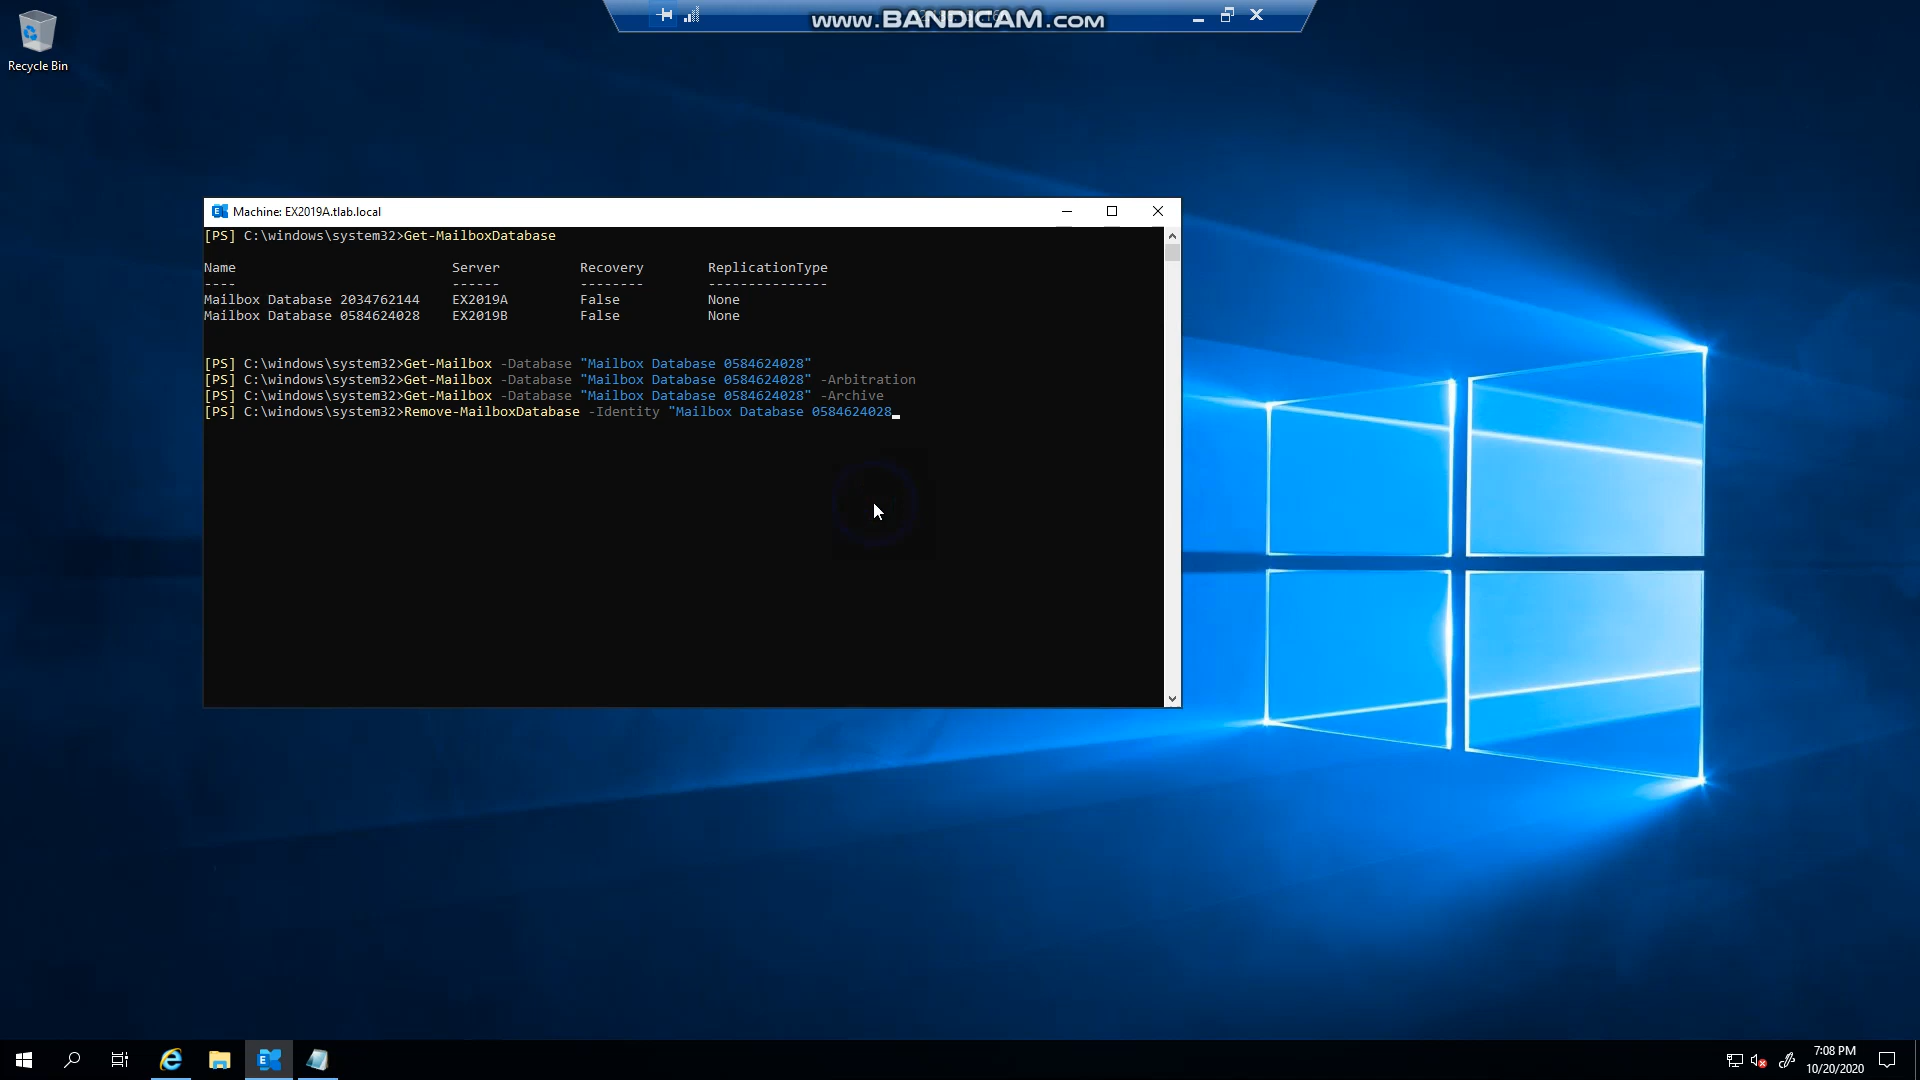 www.BANDICAM.com
Recycle Bin
Machine: EX2019A.tlab.local
[PS] C:\windows\system32>Get-MailboxDatabase
Name Server Recovery ReplicationType
---- ------ -------- ---------------
Mailbox Database 2034762144 EX2019A False None
Mailbox Database 0584624028 EX2019B False None
[PS] C:\windows\system32>Get-Mailbox -Database "Mailbox Database 0584624028"
[PS] C:\windows\system32>Get-Mailbox -Database "Mailbox Database 0584624028" -Arbitration
[PS] C:\windows\system32>Get-Mailbox -Database "Mailbox Database 0584624028" -Archive
[PS] C:\windows\system32>Remove-MailboxDatabase -Identity "Mailbox Database 0584624028_
7:08 PM
10/20/2020